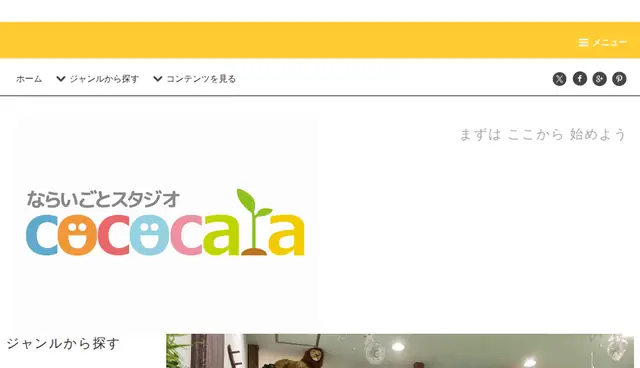 メニュー
ホーム ジャンルから探す コンテンツを見る
まずは ここから 始めよう
ならいごとスタジオ
cococala
ジャンルから探す